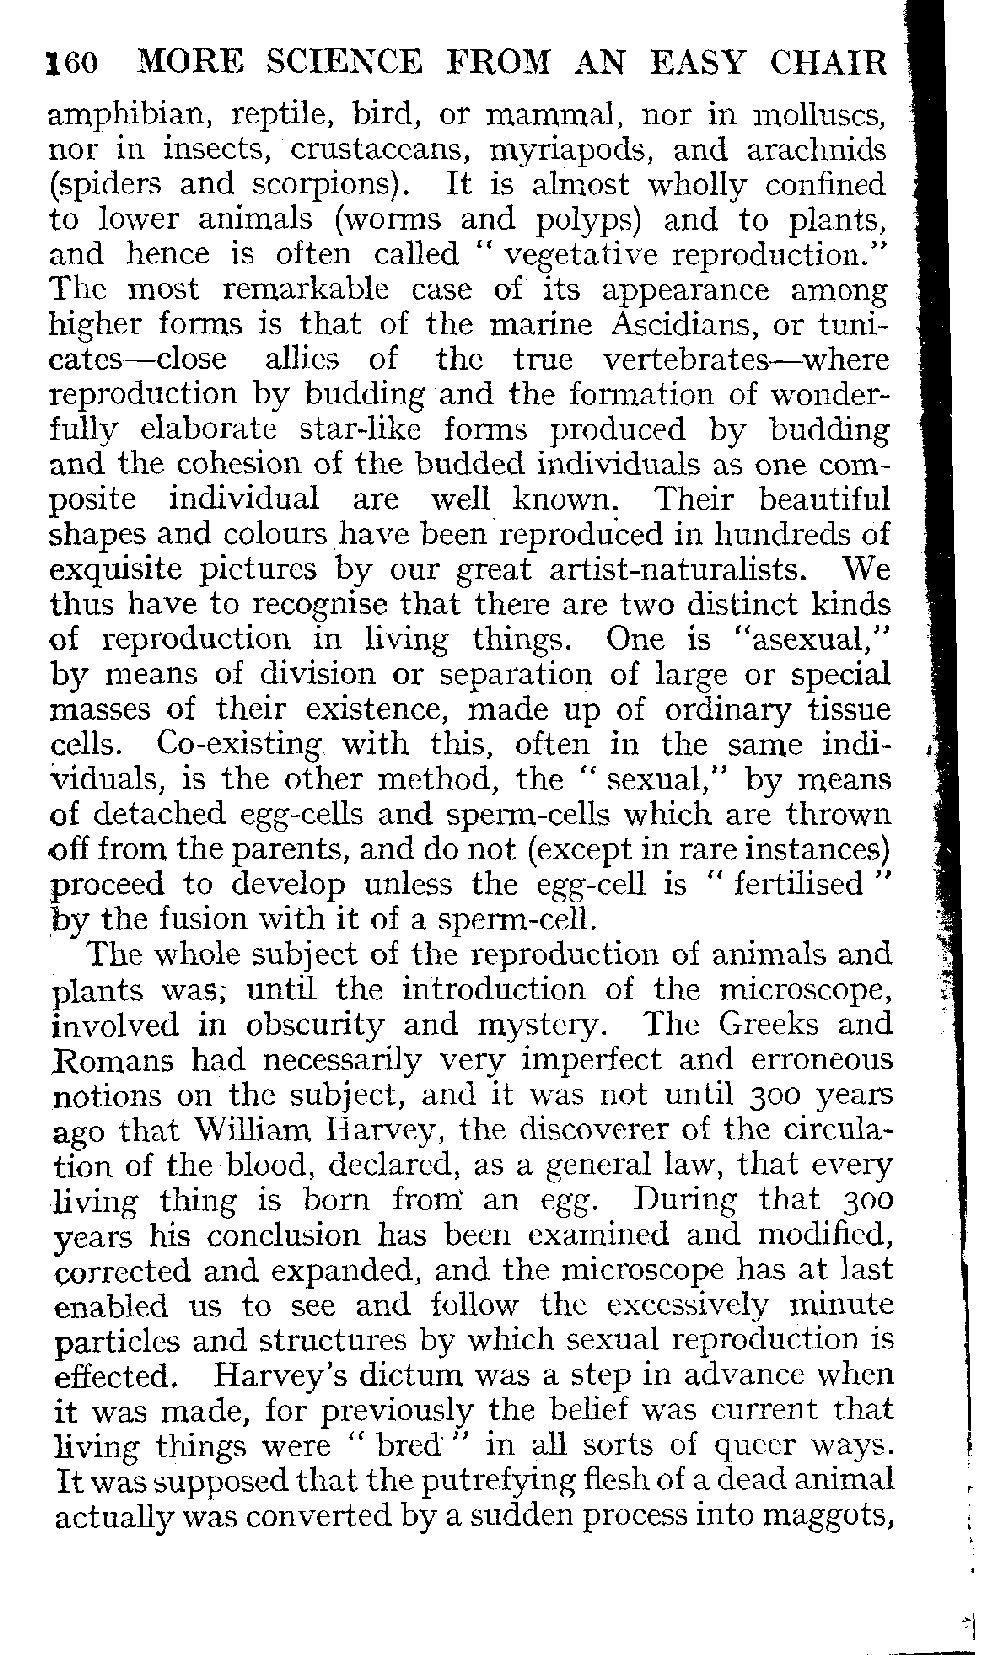 160 MORE SCIENCE FROM AN EASY CHAIR
amphibian, reptile, bird, or mammal, nor in molluscs,
nor in insects, crustaceans, myriapods, and arachnids
(spiders and scorpions). It is almost wholly confined
to lower animals (worms and polyps) and to plants,
and hence is often called “ vegetative reproduction.”
The most remarkable case of its appearance among
higher forms is that of the marine Ascidians, or tuni-
cates—close allies of the true vertebrates—where
reproduction by budding and the formation of wonder-
fully elaborate star-like forms produced by budding
and the cohesion of the budded individuals as one com-
posite individual are well known. Their beautiful
shapes and colours have been reproduced in hundreds of
exquisite pictures by our great artist-naturalists. We
thus have to recognise that there are two distinct kinds
of reproduction in living things. One is “asexual,”
by means of division or separation of large or special
masses of their existence, made up of ordinary tissue
cells. Co-existing with this, often in the same indi-
viduals, is the other method, the “ sexual,” by means
of detached egg-cells and sperm-cells which are thrown
off from the parents, and do not (except in rare instances)
proceed to develop unless the egg-cell is “ fertilised ”
by the fusion with it of a sperm-cell.
The whole subject of the reproduction of animals and
plants was, until the introduction of the microscope,
involved in obscurity and mystery. The Greeks and
Romans had necessarily very imperfect and erroneous
notions on the subject, and it was not until 300 years
ago that William Harvey, the discoverer of the circula-
tion of the blood, declared, as a general law, that every
living thing is born from an egg. During that 300
years his conclusion has been examined and modified,
corrected and expanded, and the microscope has at last
enabled us to see and follow the excessively minute
particles and structures by which sexual reproduction is
effected. Harvey’s dictum was a step in advance when
it was made, for previously the belief was current that
living things were “ bred ” in all sorts of queer ways.
It was supposed that the putrefying flesh of a dead animal
actually was converted by a sudden process into maggots,